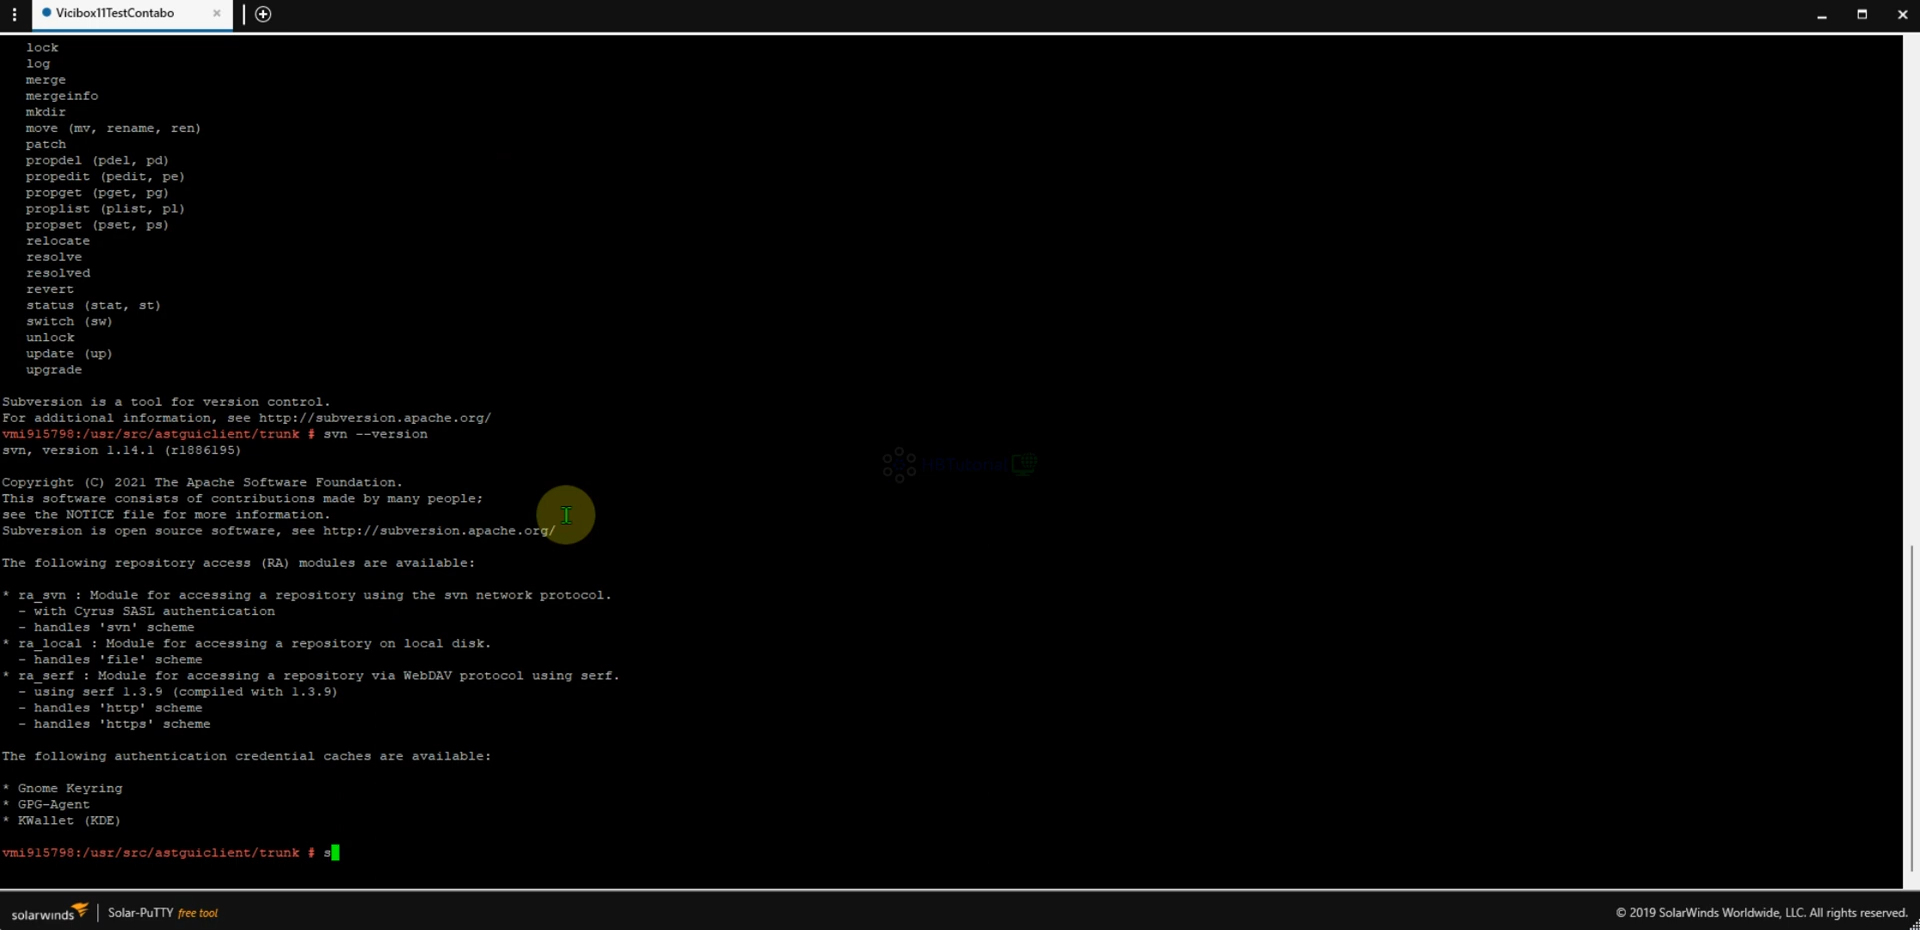 Vicibox11TestContabo
lock
log
merge
mergeinfo
mkdir
move (mv, rename, ren)
patch
propdel (pdel, pd)
propedit (pedit, pe)
propget (pget, pg)
proplist (plist, pl)
propset (pset, ps)
relocate
resolve
resolved
revert
status (stat, st)
switch (sw)
unlock
update (up)
upgrade
Subversion is a tool for version control.
For additional information, see http://subversion.apache.org/
vmi915798:/usr/src/astguiclient/trunk # svn --version
svn, version 1.14.1 (r1886195)
Copyright (C) 2021 The Apache Software Foundation.
This software consists of contributions made by many people;
see the NOTICE file for more information.
Subversion is open source software, see http://subversion.apache.org/
The following repository access (RA) modules are available:
* ra_svn : Module for accessing a repository using the svn network protocol.
- with Cyrus SASL authentication
- handles 'svn' scheme
* ra_local : Module for accessing a repository on local disk.
- handles 'file' scheme
* ra_serf : Module for accessing a repository via WebDAV protocol using serf.
- using serf 1.3.9 (compiled with 1.3.9)
- handles 'http' scheme
- handles 'https' scheme
The following authentication credential caches are available:
* Gnome Keyring
* GPG-Agent
* KWallet (KDE)
vmi915798:/usr/src/astguiclient/trunk # s
solarwinds Solar-PuTTY free tool
© 2019 SolarWinds Worldwide, LLC. All rights reserved.